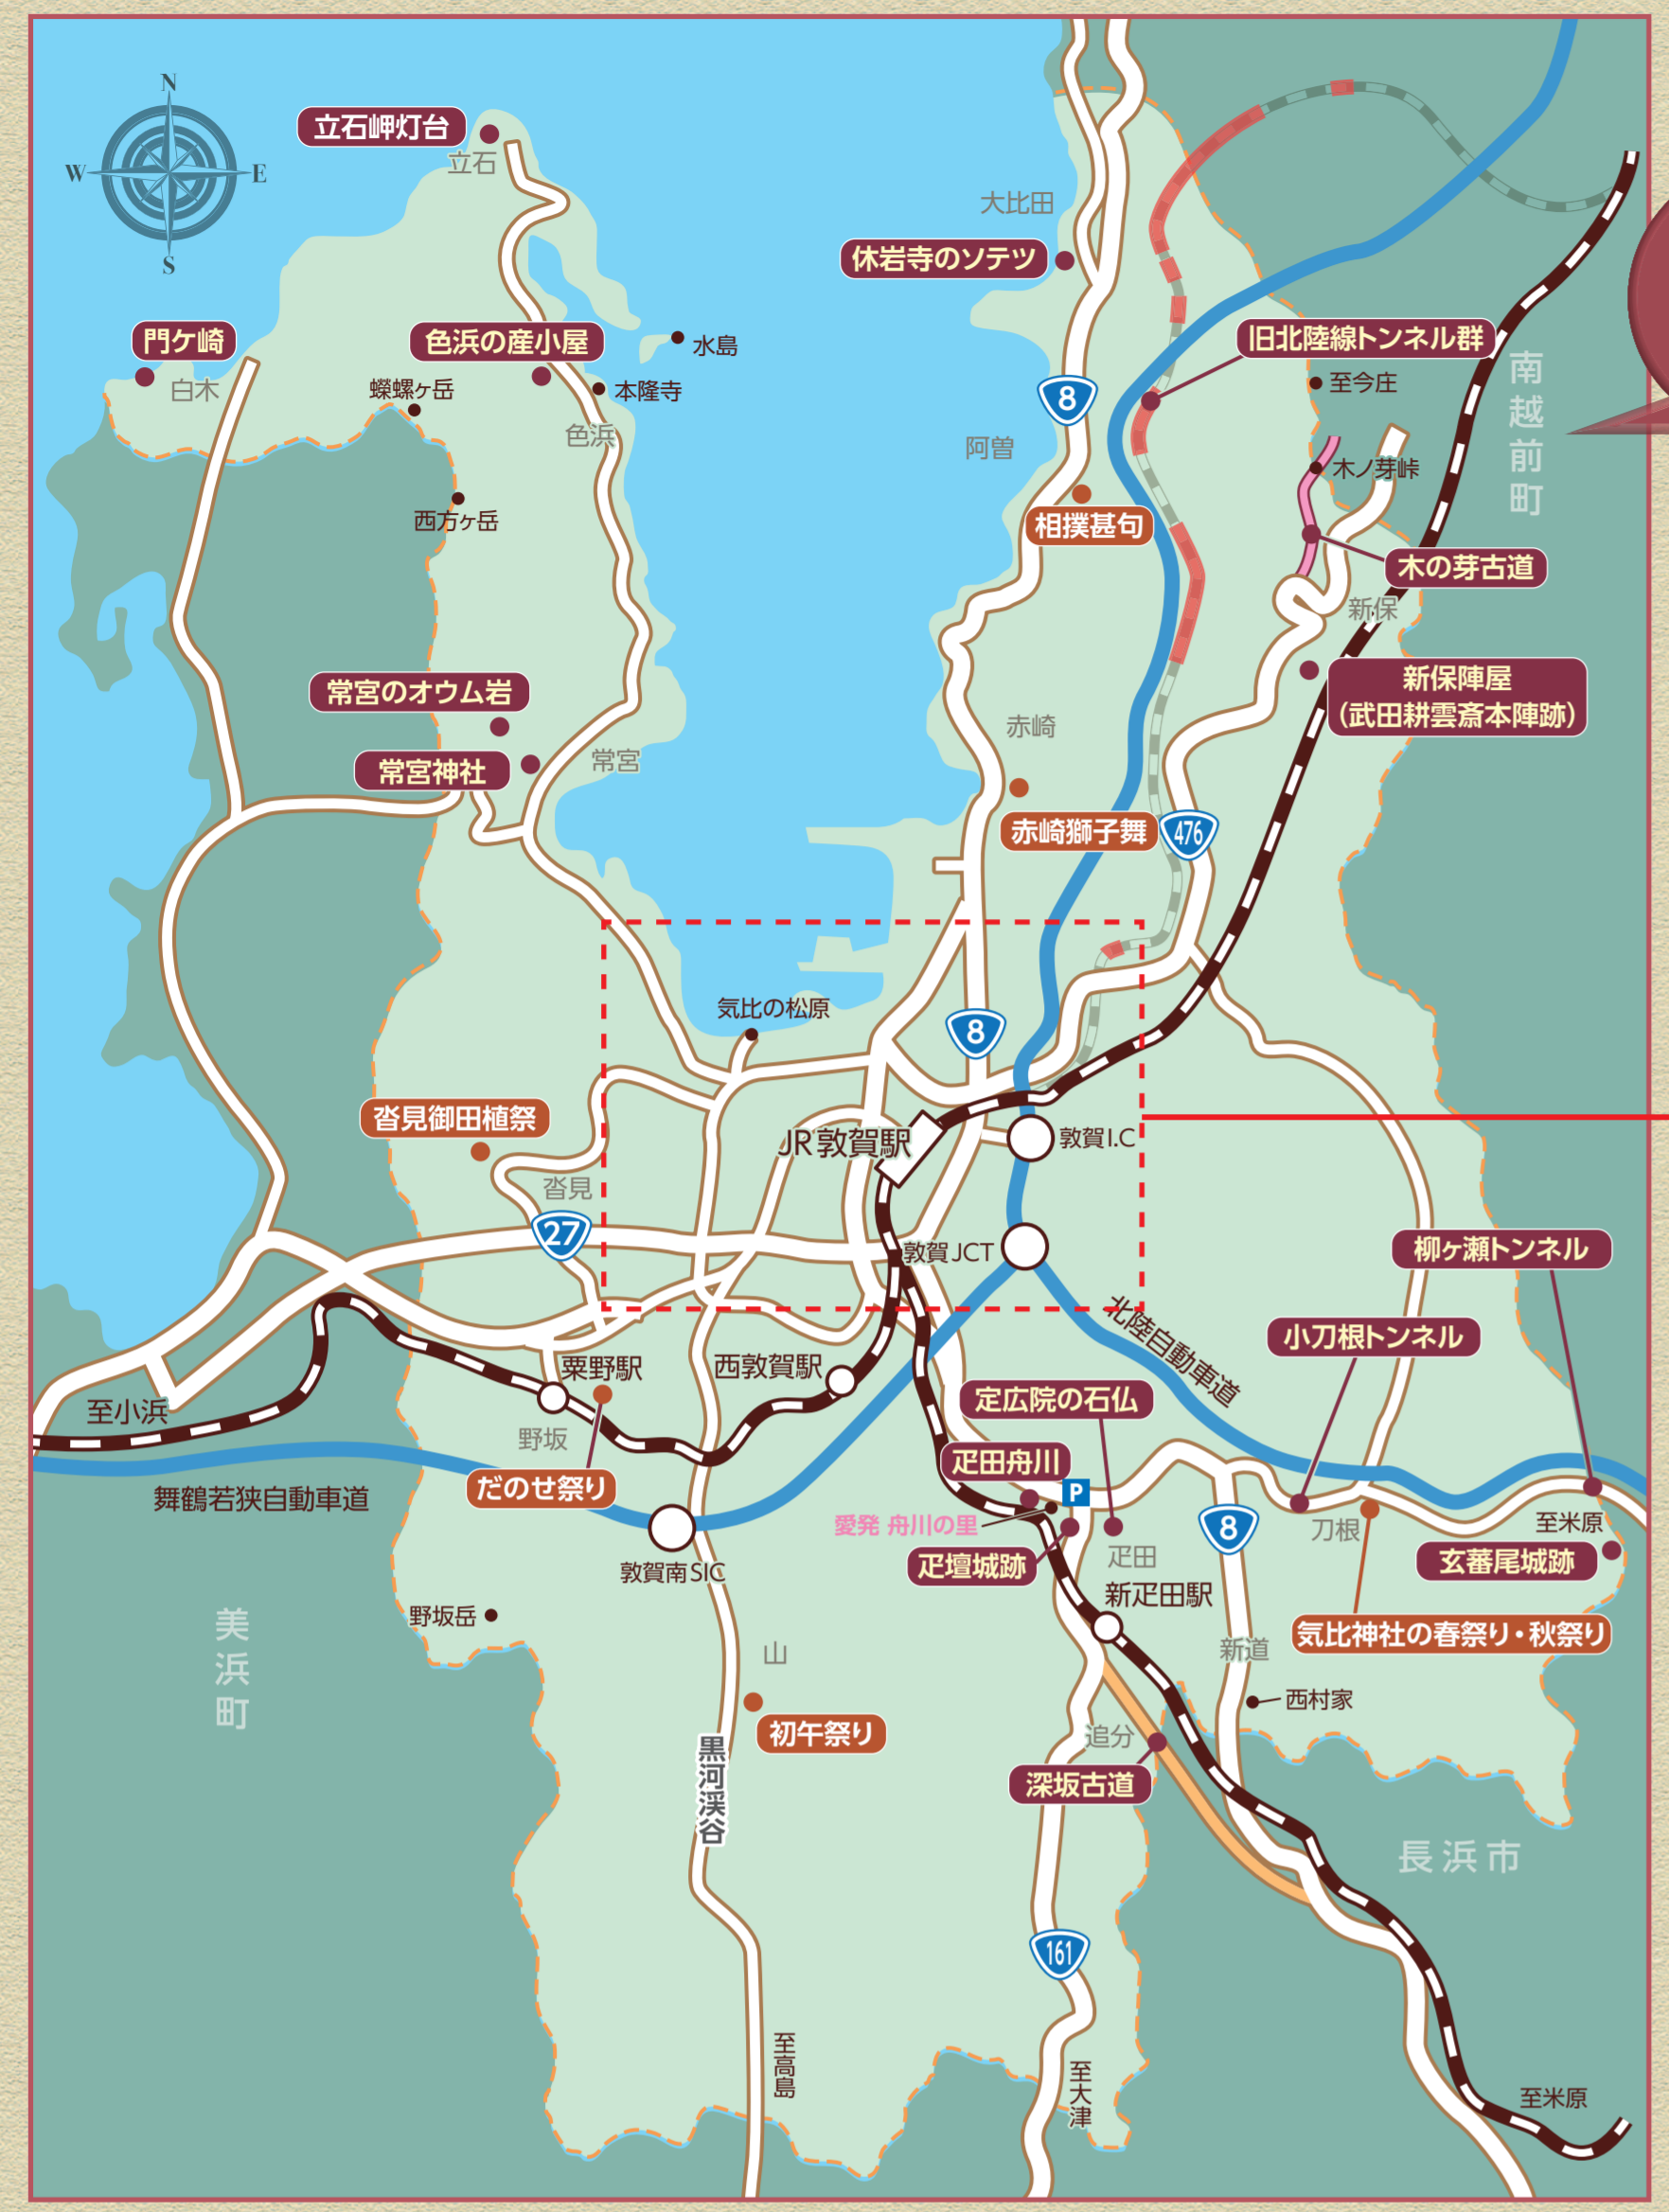 N
W
E
S
立石岬灯台
立石
大比田
休岩寺のソテツ
門ケ崎
白木
色浜の産小屋
水島
旧北陸線トンネル群
至今庄
南越前町
蠑螺ヶ岳
本隆寺
8
色浜
阿曽
木ノ芽峠
西方ヶ岳
相撲甚句
木の芽古道
新保
常宮のオウム岩
新保陣屋
(武田耕雲斎本陣跡)
赤崎
常宮
常宮神社
赤崎獅子舞
476
気比の松原
8
沓見御田植祭
JR敦賀駅
敦賀I.C
沓見
27
敦賀JCT
柳ヶ瀬トンネル
北陸自動車道
小刀根トンネル
粟野駅
西敦賀駅
定広院の石仏
至小浜
野坂
疋田舟川
だのせ祭り
P
舞鶴若狭自動車道
愛発 舟川の里
8
刀根
至米原
疋壇城跡
疋田
玄蕃尾城跡
敦賀南SIC
新疋田駅
野坂岳
気比神社の春祭り・秋祭り
美浜町
山
新道
西村家
初午祭り
追分
黒河渓谷
深坂古道
長浜市
161
至高島
至大津
至米原